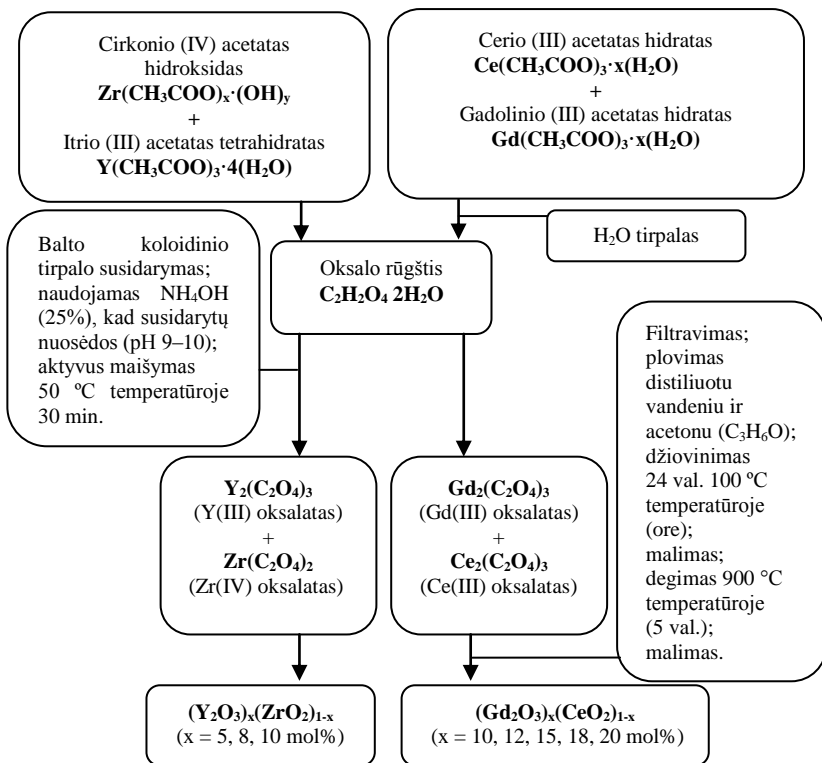 Cirkonio (IV) acetatas
hidroksidas
Zr(CH₃COO)ₓ·(OH)ᵧ
+
Itrio (III) acetatas tetrahidratas
Y(CH₃COO)₃·4(H₂O)
Cerio (III) acetatas hidratas
Ce(CH₃COO)₃·x(H₂O)
+
Gadolinio (III) acetatas hidratas
Gd(CH₃COO)₃·x(H₂O)
H₂O tirpalas
Balto koloidinio
tirpalo susidarymas;
naudojamas NH₄OH
(25%), kad susidarytų
nuosėdos (pH 9–10);
aktyvus maišymas
50 ºC temperatūroje
30 min.
Oksalo rūgštis
C₂H₂O₄ 2H₂O
Filtravimas;
plovimas
distiliuotu
vandeniu ir
acetonu (C₃H₆O);
džiovinimas
24 val. 100 ºC
temperatūroje
(ore);
malimas;
degimas 900 °C
temperatūroje
(5 val.);
malimas.
Y₂(C₂O₄)₃
(Y(III) oksalatas)
+
Zr(C₂O₄)₂
(Zr(IV) oksalatas)
Gd₂(C₂O₄)₃
(Gd(III) oksalatas)
+
Ce₂(C₂O₄)₃
(Ce(III) oksalatas)
(Y₂O₃)ₓ(ZrO₂)₁₋ₓ
(x = 5, 8, 10 mol%)
(Gd₂O₃)ₓ(CeO₂)₁₋ₓ
(x = 10, 12, 15, 18, 20 mol%)